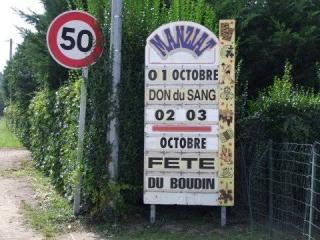 50
MANZIAT
01 OCTOBRE
DON du SANG
02 03
OCTOBRE
FETE
DU BOUDIN